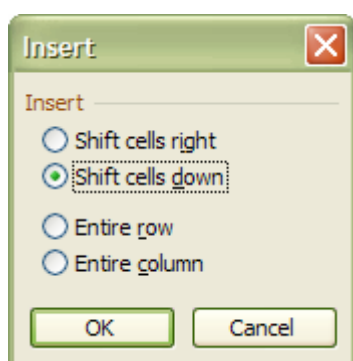 Insert
Insert
Shift cells right
Shift cells down
Entire row
Entire column
OK Cancel